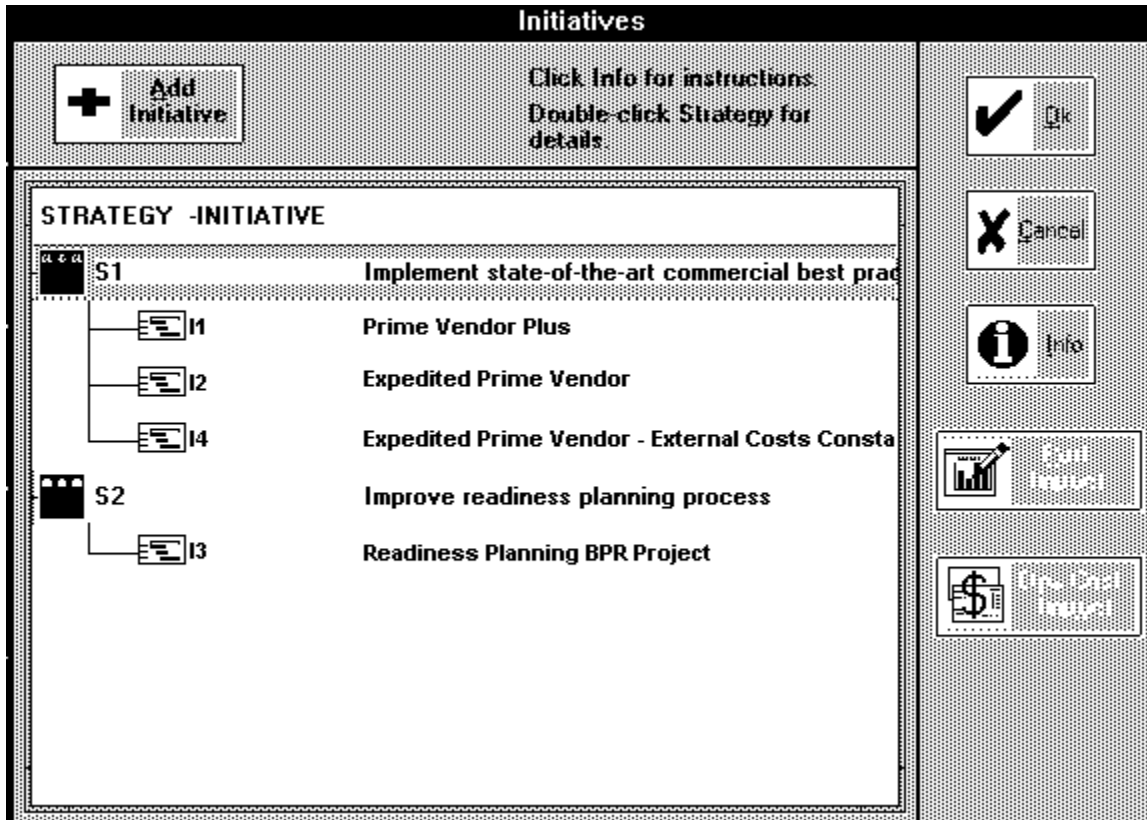 Initiatives
Add
Initiative
Click Info for instructions.
Double-click Strategy for
details.
Ok
Cancel
Info
STRATEGY -INITIATIVE
S1 Implement state-of-the-art commercial best prac
I1 Prime Vendor Plus
I2 Expedited Prime Vendor
I4 Expedited Prime Vendor - External Costs Consta
S2 Improve readiness planning process
I3 Readiness Planning BPR Project
$